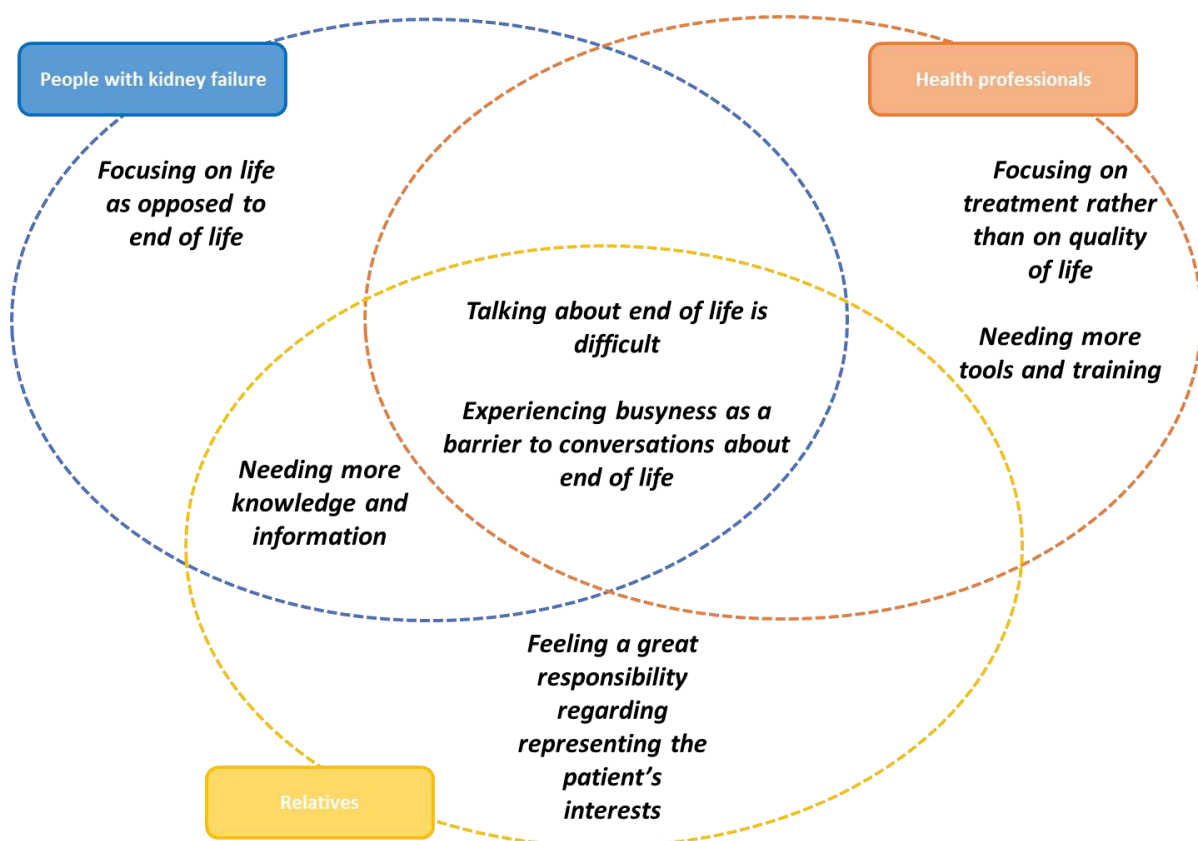 People with kidney failure
Health professionals
Focusing on life
as opposed to
end of life
Focusing on
treatment rather
than on quality
of life
Needing more
tools and training
Talking about end of life is
difficult
Experiencing busyness as a
barrier to conversations about
end of life
Needing more
knowledge and
information
Feeling a great
responsibility
regarding
representing the
patient’s
interests
Relatives